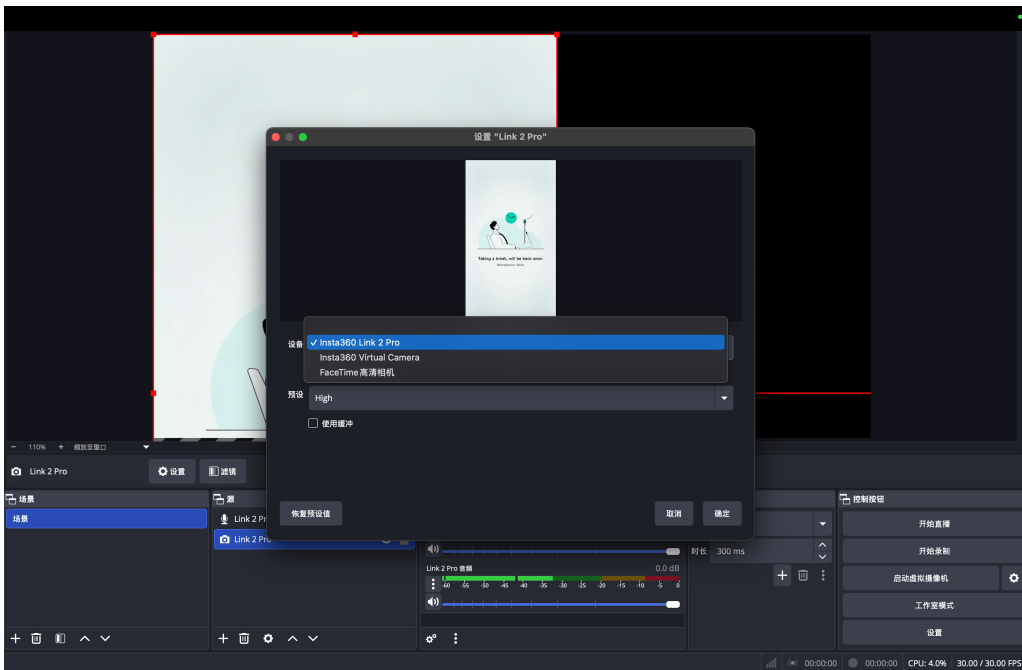 设置 "Link 2 Pro"
Taking a break, will be back soon.
设备
✓ Insta360 Link 2 Pro
Insta360 Virtual Camera
FaceTime高清相机
预设
High
使用缓冲
恢复预设值
取消
确定
- 110% + 缩放至窗口
Link 2 Pro
设置
滤镜
场景
场景
源
Link 2 Pr
Link 2 Pro
Link 2 Pro 音频
0.0 dB
-60 -55 -50 -45 -40 -35 -30 -25 -20 -15 -10 -5 0
时长 300 ms
控制按钮
开始直播
开始录制
启动虚拟摄像机
工作室模式
设置
00:00:00
00:00:00
CPU: 4.0%
30.00 / 30.00 FPS